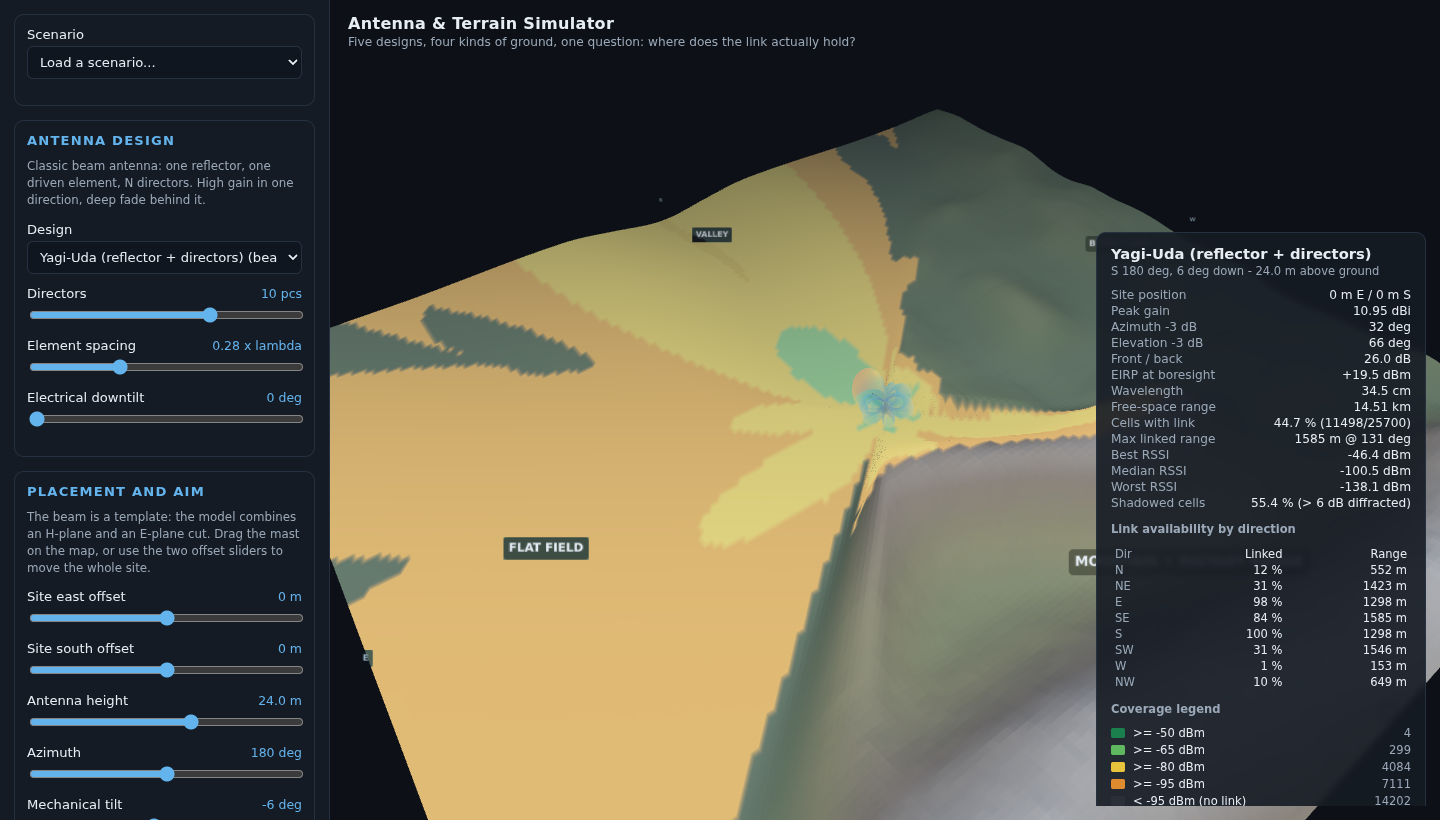 Scenario
Load a scenario...
ANTENNA DESIGN
Classic beam antenna: one reflector, one
driven element, N directors. High gain in one
direction, deep fade behind it.
Design
Yagi-Uda (reflector + directors) (bea
Directors 10 pcs
Element spacing 0.28 x lambda
Electrical downtilt 0 deg
PLACEMENT AND AIM
The beam is a template: the model combines
an H-plane and an E-plane cut. Drag the mast
on the map, or use the two offset sliders to
move the whole site.
Site east offset 0 m
Site south offset 0 m
Antenna height 24.0 m
Azimuth 180 deg
Mechanical tilt -6 deg
Antenna & Terrain Simulator
Five designs, four kinds of ground, one question: where does the link actually hold?
VALLEY
W
B
FLAT FIELD
MO
E
Yagi-Uda (reflector + directors)
S 180 deg, 6 deg down - 24.0 m above ground
Site position 0 m E / 0 m S
Peak gain 10.95 dBi
Azimuth -3 dB 32 deg
Elevation -3 dB 66 deg
Front / back 26.0 dB
EIRP at boresight +19.5 dBm
Wavelength 34.5 cm
Free-space range 14.51 km
Cells with link 44.7 % (11498/25700)
Max linked range 1585 m @ 131 deg
Best RSSI -46.4 dBm
Median RSSI -100.5 dBm
Worst RSSI -138.1 dBm
Shadowed cells 55.4 % (> 6 dB diffracted)
Link availability by direction
Dir Linked Range
N 12 % 552 m
NE 31 % 1423 m
E 98 % 1298 m
SE 84 % 1585 m
S 100 % 1298 m
SW 31 % 1546 m
W 1 % 153 m
NW 10 % 649 m
Coverage legend
>= -50 dBm 4
>= -65 dBm 299
>= -80 dBm 4084
>= -95 dBm 7111
< -95 dBm (no link) 14202